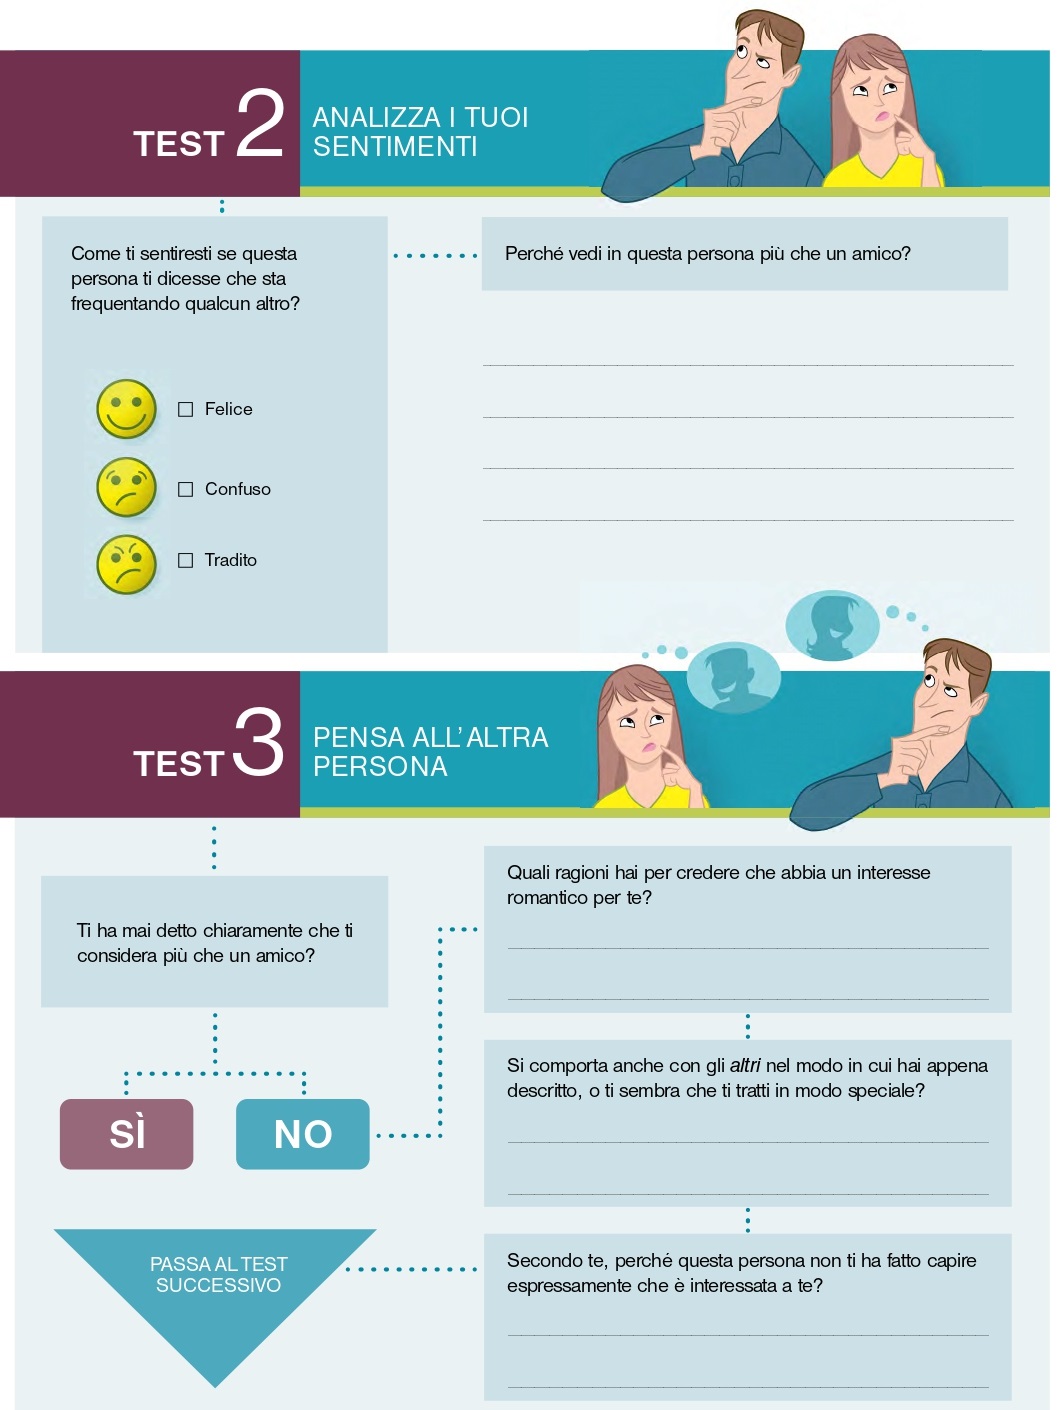 TEST 2
ANALIZZA I TUOI
SENTIMENTI
Come ti sentiresti se questa
persona ti dicesse che sta
frequentando qualcun altro?
Felice
Confuso
Tradito
Perché vedi in questa persona più che un amico?
TEST 3
PENSA ALL'ALTRA
PERSONA
Ti ha mai detto chiaramente che ti
considera più che un amico?
SÌ
NO
PASSA AL TEST
SUCCESSIVO
Quali ragioni hai per credere che abbia un interesse
romantico per te?
Si comporta anche con gli altri nel modo in cui hai appena
descritto, o ti sembra che ti tratti in modo speciale?
Secondo te, perché questa persona non ti ha fatto capire
espressamente che è interessata a te?